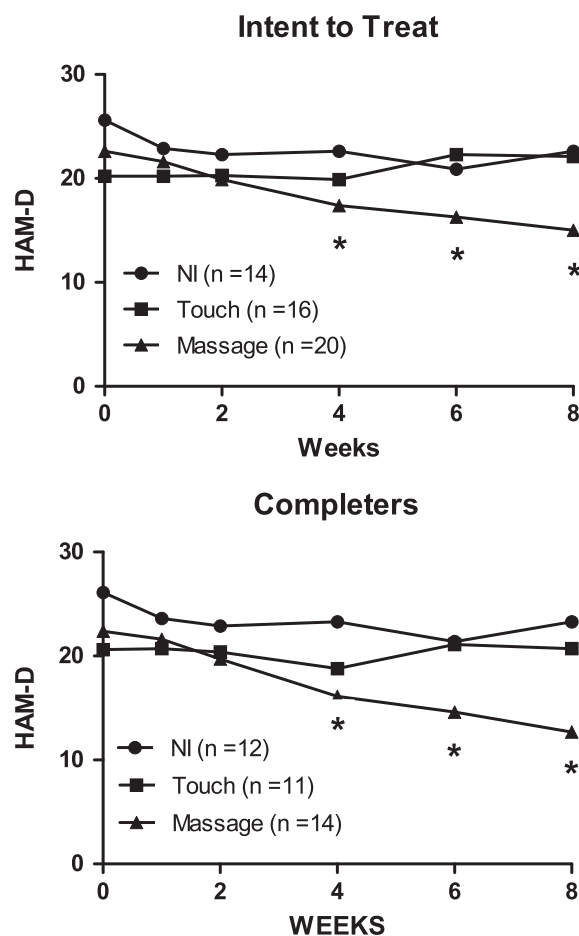 Intent to Treat
30
20
10
0
HAM-D
NI (n =14)
Touch (n =16)
Massage (n =20)
*
*
*
0 2 4 6 8
Weeks
Completers
30
20
10
0
HAM-D
NI (n =12)
Touch (n =11)
Massage (n =14)
*
*
*
0 2 4 6 8
WEEKS